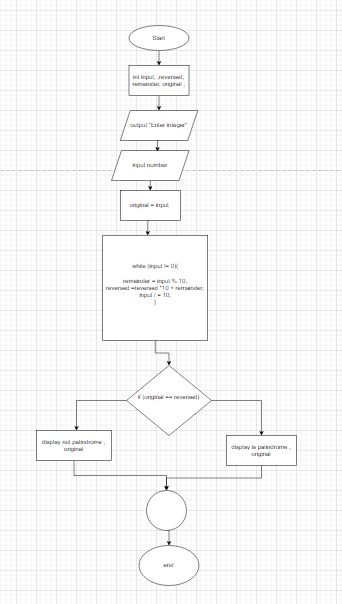 Start
int input, ,reversed,
remainder, original ,
output "Enter integer"
input number
original = input
while (input != 0){
remainder = input % 10;
reversed =reversed *10 + remainder;
input / = 10;
}
if (original == reversed)
display not palindrome ,
original
display is palindrome ,
original
end